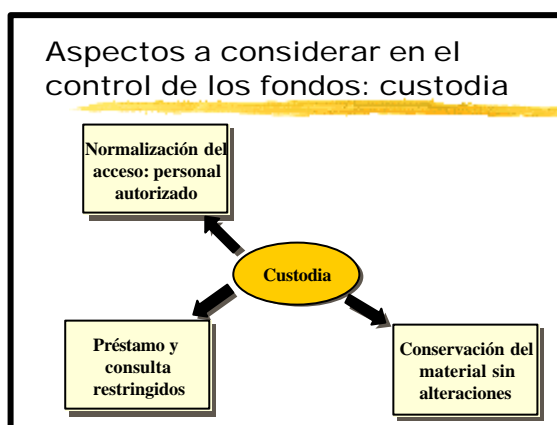 Aspectos a considerar en el
control de los fondos: custodia
Normalización del
acceso: personal
autorizado
Custodia
Préstamo y
consulta
restringidos
Conservación del
material sin
alteraciones